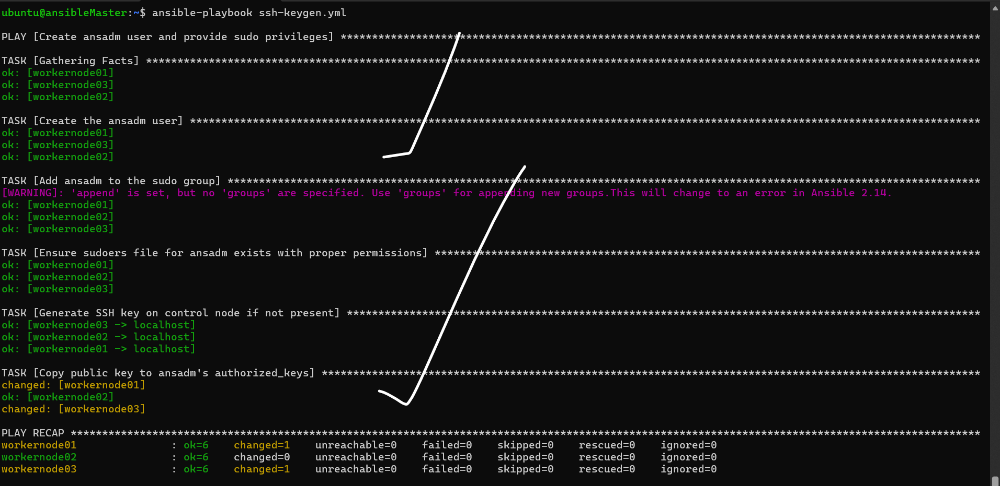 ubuntu@ansibleMaster:~$ ansible-playbook ssh-keygen.yml
PLAY [Create ansadm user and provide sudo privileges] ******************************************************************************************************
TASK [Gathering Facts] *************************************************************************************************************************************
ok: [workernode01]
ok: [workernode03]
ok: [workernode02]
TASK [Create the ansadm user] ******************************************************************************************************************************
ok: [workernode01]
ok: [workernode03]
ok: [workernode02]
TASK [Add ansadm to the sudo group] ************************************************************************************************************************
[WARNING]: 'append' is set, but no 'groups' are specified. Use 'groups' for appending new groups.This will change to an error in Ansible 2.14.
ok: [workernode01]
ok: [workernode02]
ok: [workernode03]
TASK [Ensure sudoers file for ansadm exists with proper permissions] ***************************************************************************************
ok: [workernode01]
ok: [workernode02]
ok: [workernode03]
TASK [Generate SSH key on control node if not present] *****************************************************************************************************
ok: [workernode03 -> localhost]
ok: [workernode02 -> localhost]
ok: [workernode01 -> localhost]
TASK [Copy public key to ansadm's authorized_keys] *********************************************************************************************************
changed: [workernode01]
ok: [workernode02]
changed: [workernode03]
PLAY RECAP *************************************************************************************************************************************************
workernode01               : ok=6    changed=1    unreachable=0    failed=0    skipped=0    rescued=0    ignored=0
workernode02               : ok=6    changed=0    unreachable=0    failed=0    skipped=0    rescued=0    ignored=0
workernode03               : ok=6    changed=1    unreachable=0    failed=0    skipped=0    rescued=0    ignored=0